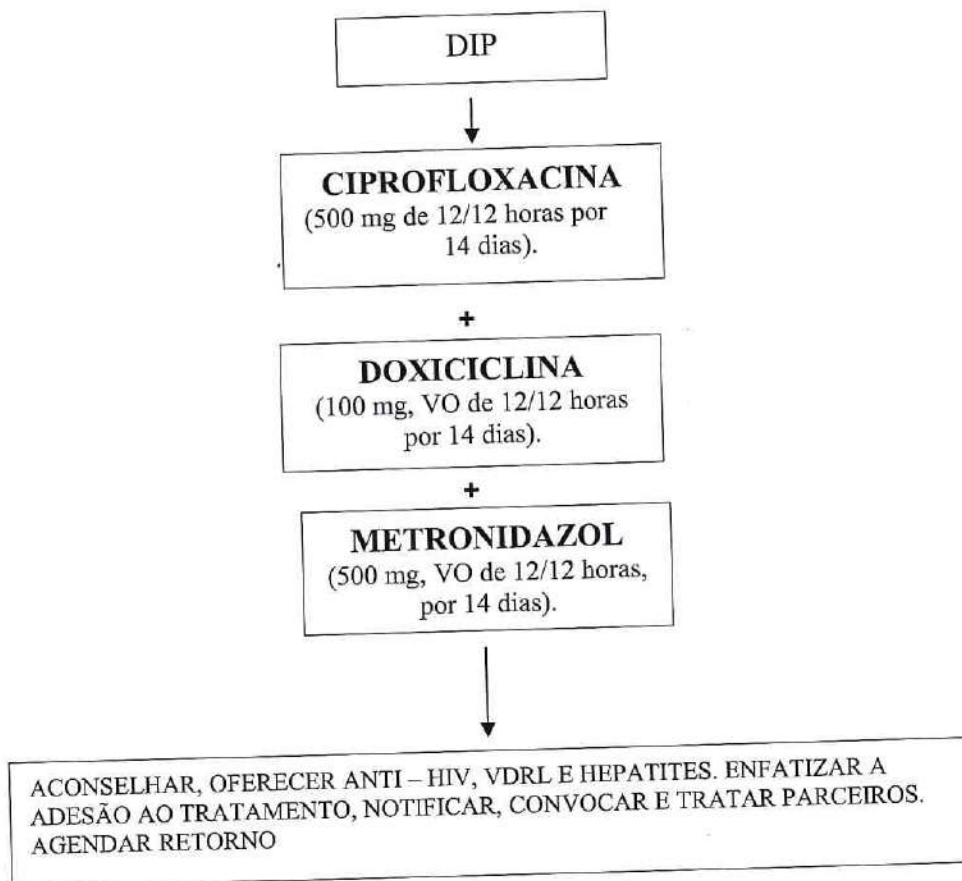 DIP
CIPROFLOXACINA
(500 mg de 12/12 horas por
14 dias).
+
DOXICICLINA
(100 mg, VO de 12/12 horas
por 14 dias).
+
METRONIDAZOL
(500 mg, VO de 12/12 horas,
por 14 dias).
ACONSELHAR, OFERECER ANTI – HIV, VDRL E HEPATITES. ENFATIZAR A
ADESÃO AO TRATAMENTO, NOTIFICAR, CONVOCAR E TRATAR PARCEIROS.
AGENDAR RETORNO